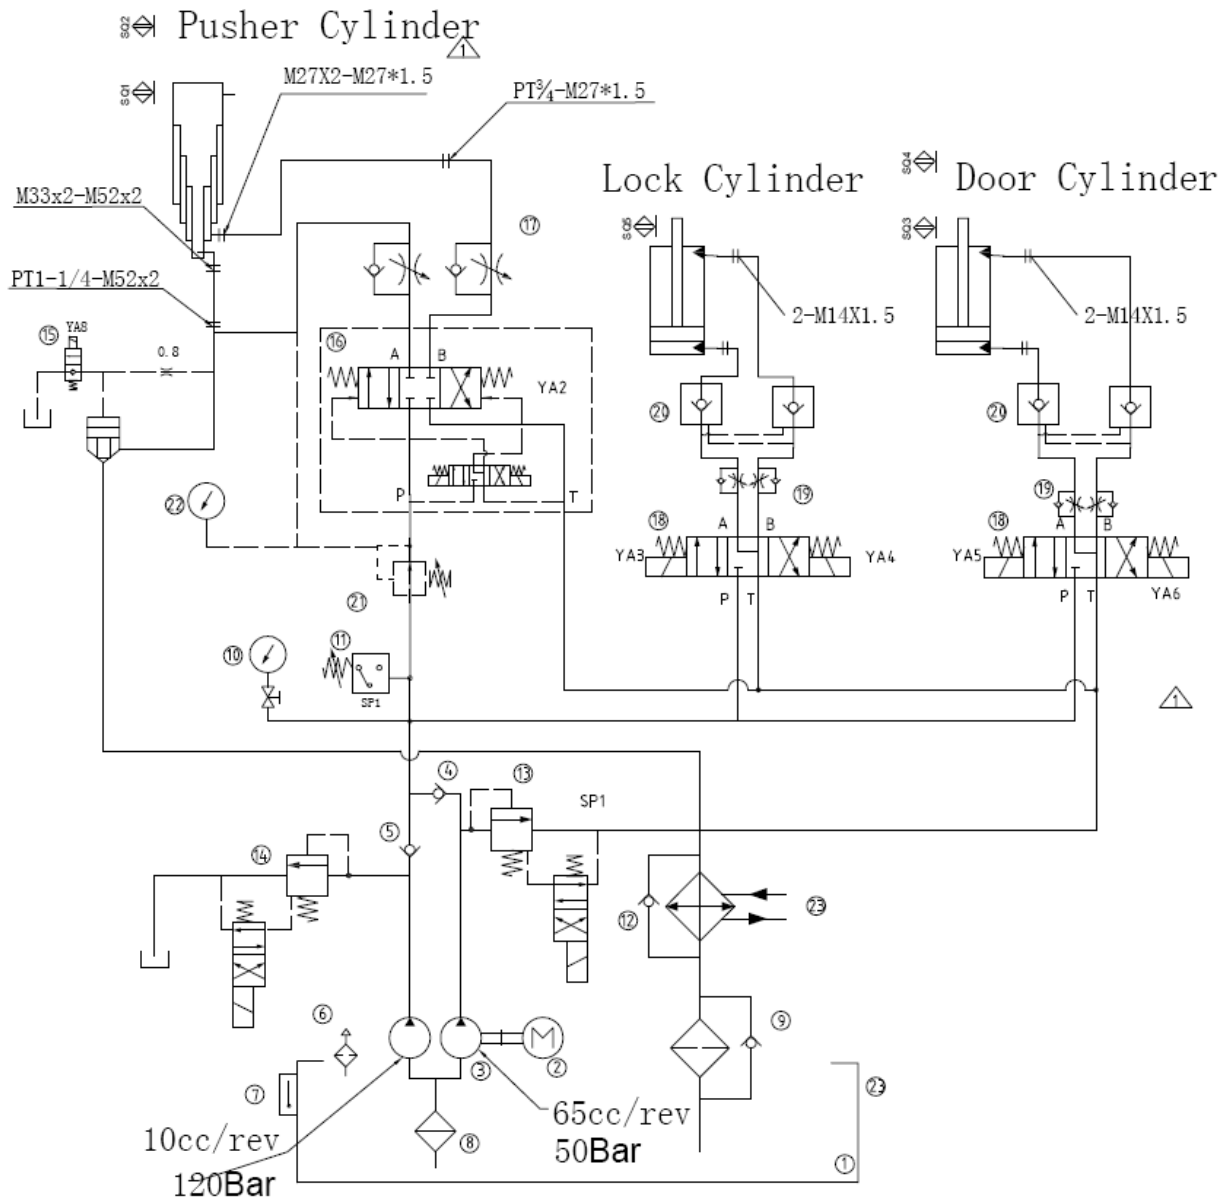 SQ2
Pusher Cylinder
1
SQ1
M27X2-M27*1.5
PT¾-M27*1.5
Lock Cylinder
SQ4
Door Cylinder
M33x2-M52x2
17
SQ5
SQ3
PT1-1/4-M52x2
2-M14X1.5
2-M14X1.5
15
YA8
0.8
16
A
B
YA2
20
20
22
P
T
19
19
18
A
B
18
A
B
YA3
YA4
YA5
YA6
P
T
P
T
21
10
11
SP1
1
4
13
SP1
5
14
12
23
6
9
7
3
2
23
10cc/rev
120Bar
8
65cc/rev
50Bar
1